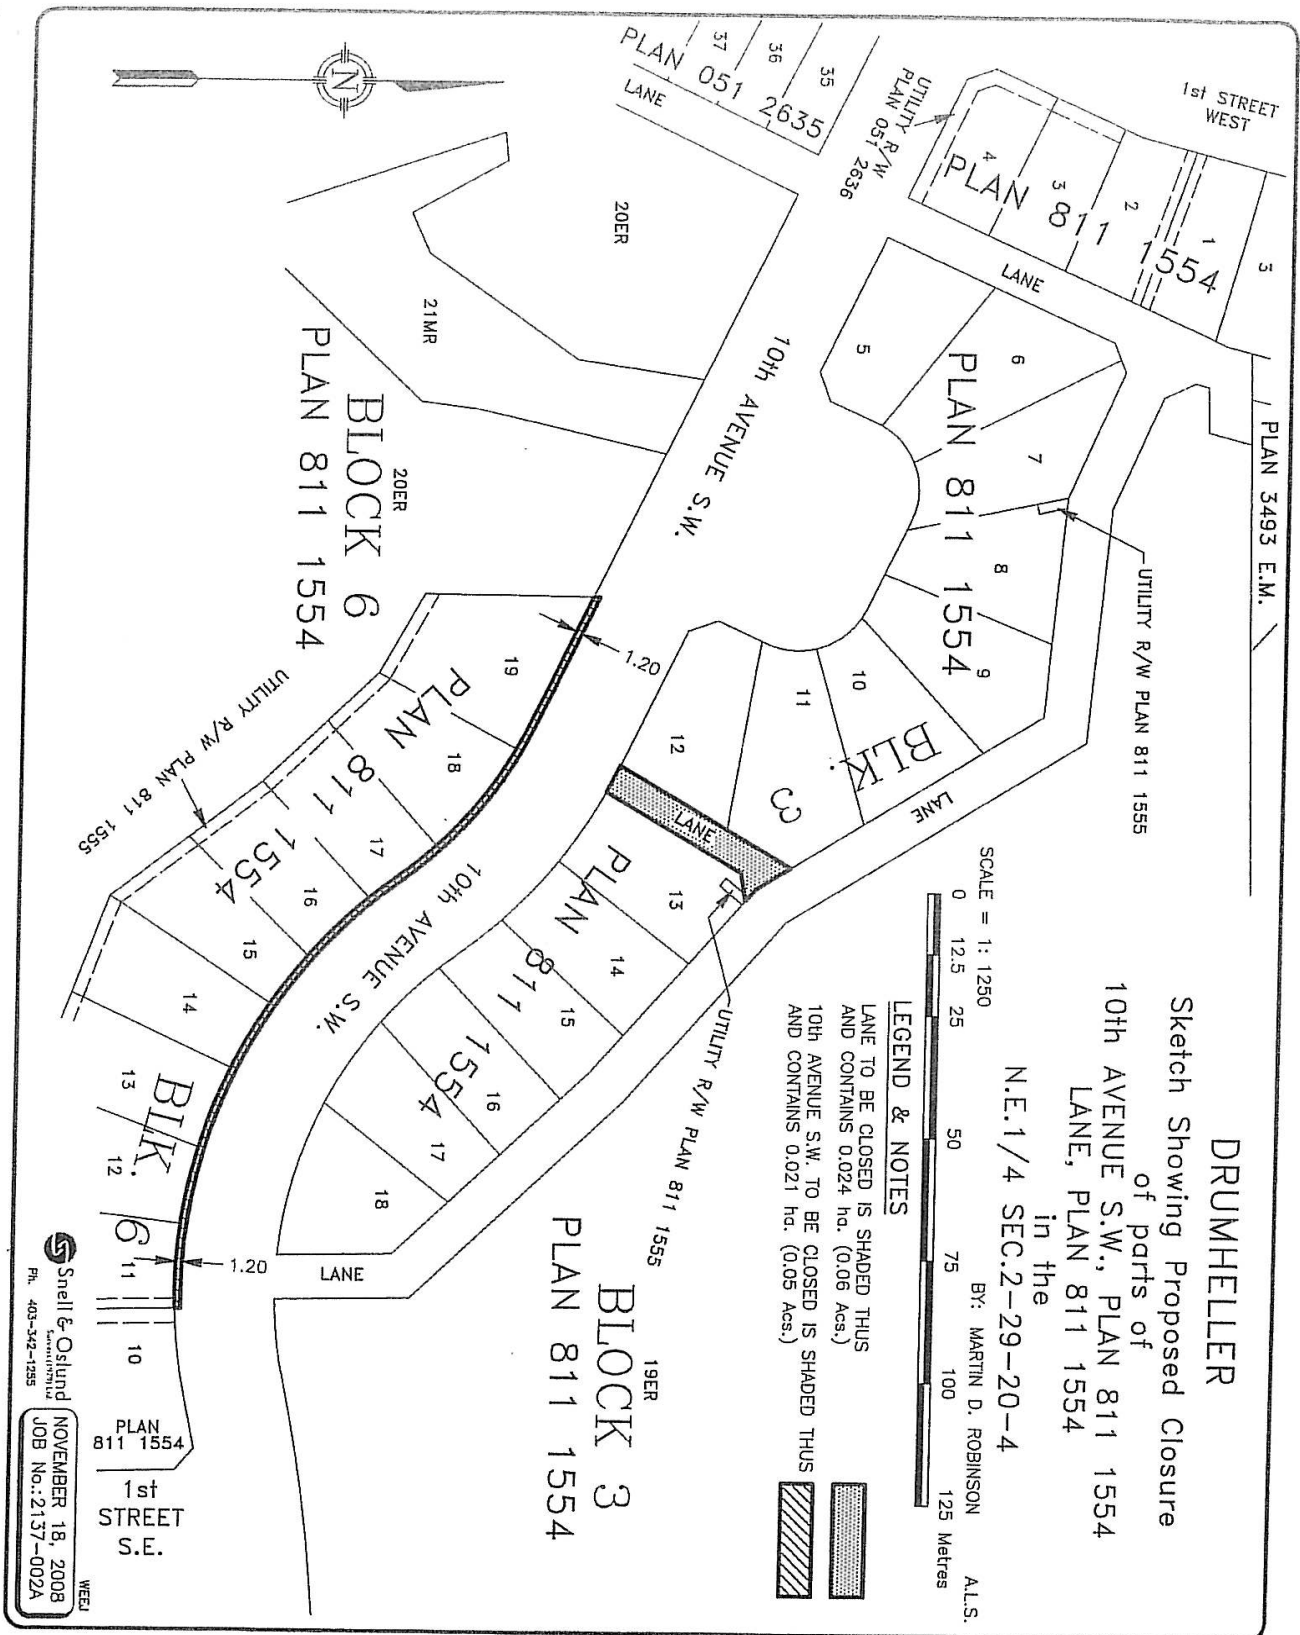 DRUMHELLER
Sketch Showing Proposed Closure
of parts of
10th AVENUE S.W., PLAN 811 1554
LANE, PLAN 811 1554
in the
N.E.1/4 SEC.2-29-20-4
BY: MARTIN D. ROBINSON A.L.S.
SCALE = 1: 1250
0 12.5 25 50 75 100 125 Metres
LEGEND & NOTES
LANE TO BE CLOSED IS SHADED THUS
AND CONTAINS 0.024 ha. (0.06 Acs.)
10th AVENUE S.W. TO BE CLOSED IS SHADED THUS
AND CONTAINS 0.021 ha. (0.05 Acs.)
1st STREET
WEST
PLAN 3493 E.M.
3
1
2
3
4
PLAN 811 1554
UTILITY R/W
PLAN 051 2636
LANE
35
36
37
PLAN 051 2635
LANE
5
6
7
8
9
10
11
12
PLAN 811 1554
BLK.
3
UTILITY R/W PLAN 811 1555
LANE
LANE
10th AVENUE S.W.
20ER
21MR
20ER
BLOCK 6
PLAN 811 1554
1.20
19
18
17
16
15
14
13
12
11
10
PLAN 811 1554
BLK.
6
UTILITY R/W PLAN 811 1555
10th AVENUE S.W.
13
14
15
16
17
18
PLAN 811 1554
UTILITY R/W PLAN 811 1555
LANE
1.20
19ER
BLOCK 3
PLAN 811 1554
PLAN
811 1554
1st
STREET
S.E.
N
Snell & Oslund
Ph. 403-342-1255
NOVEMBER 18, 2008
JOB No.:2137-002A
WEEJ